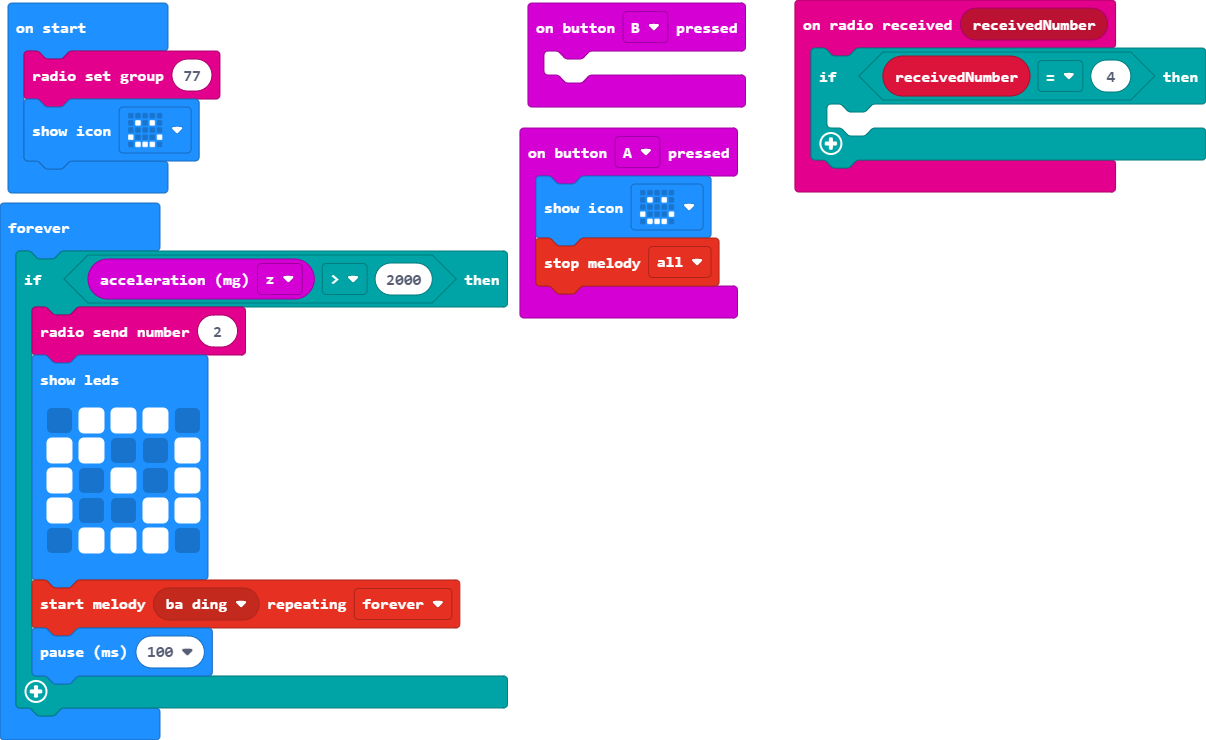 on start
radio set group 77
show icon
forever
if acceleration (mg) z > 2000 then
radio send number 2
show leds
start melody ba ding repeating forever
pause (ms) 100
on button B pressed
on button A pressed
show icon
stop melody all
on radio received receivedNumber
if receivedNumber = 4 then